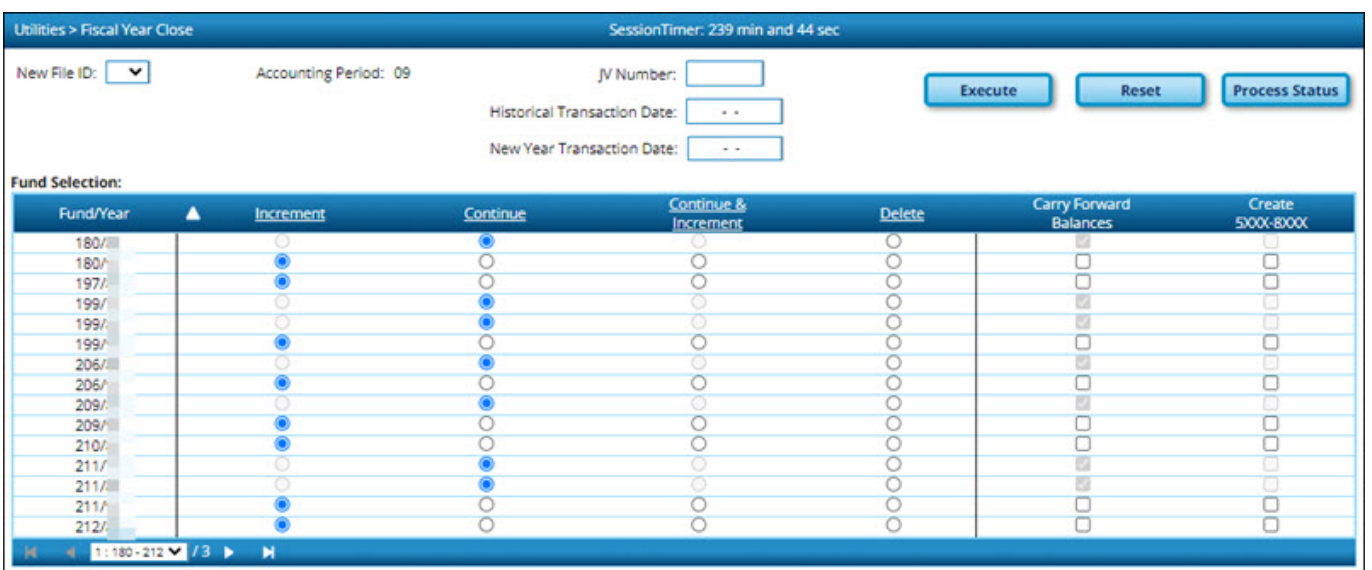 Utilities > Fiscal Year Close SessionTimer: 239 min and 44 sec
New File ID: Accounting Period: 09 JV Number:
Execute Reset Process Status
Historical Transaction Date: - -
New Year Transaction Date: - -
Fund Selection:
Fund/Year Increment Continue Continue & Increment Delete Carry Forward Balances Create 5XXX-8XXX
180/
180/
197/
199/
199/
199/
206/
206/
209/
209/
210/
211/
211/
211/
212/
1 : 180 - 212 / 3